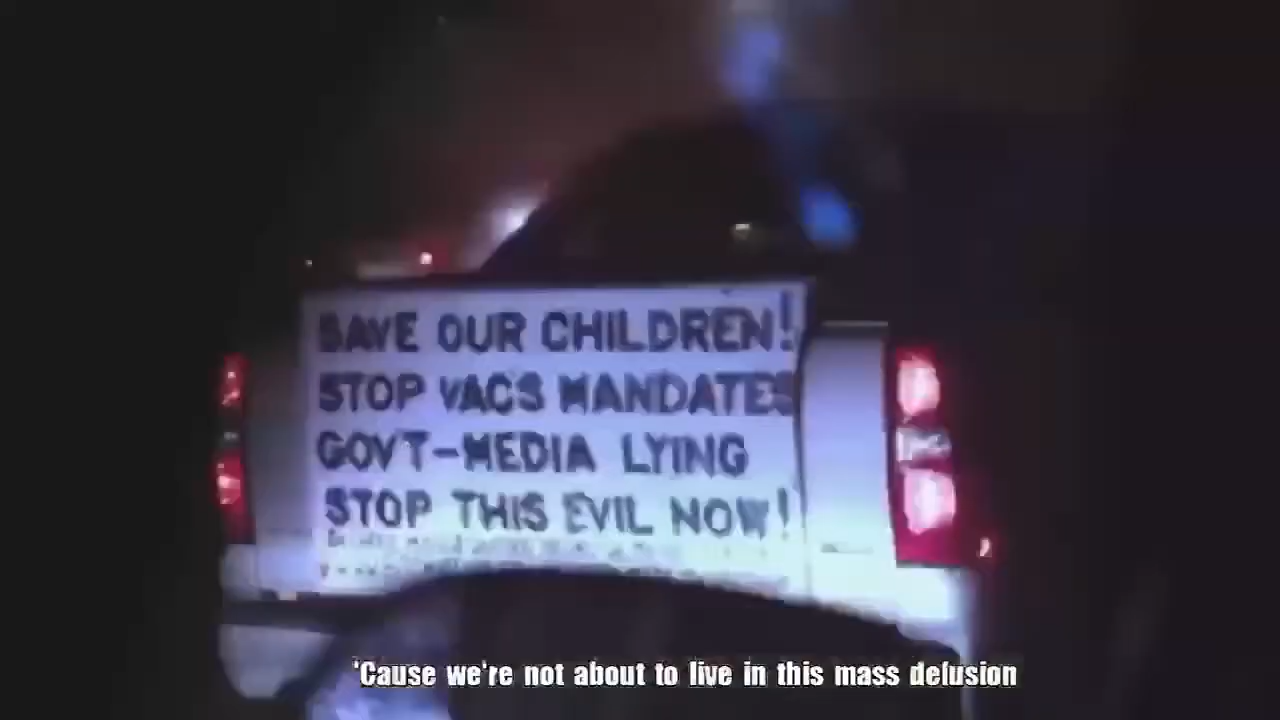 SAVE OUR CHILDREN!
STOP VACS MANDATES
GOVT-MEDIA LYING
STOP THIS EVIL NOW!
'Cause we're not about to live in this mass delusion